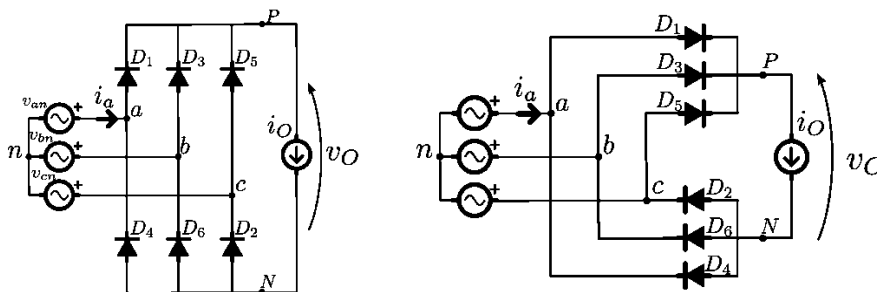 P
D1 D3 D5
van
ia
a
vbn
n
b
iO
vO
vcn
c
D4 D6 D2
N
D1
D3
P
ia
a
D5
iO
n
b
vO
c
D2
D6
N
D4